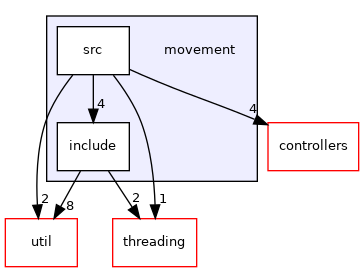 src
movement
4
4
include
controllers
2
8
2
1
util
threading